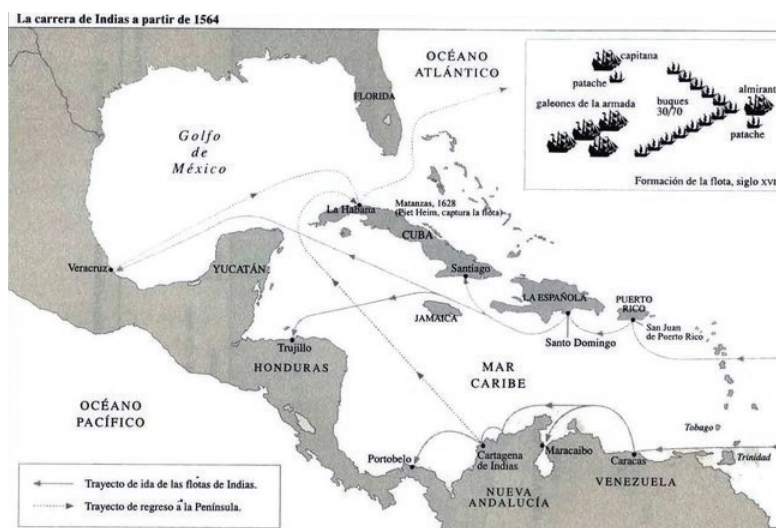 La carrera de Indias a partir de 1564
OCÉANO
ATLÁNTICO
capitana
patache
almirant
galeones de la armada
buques
30/70
patache
Formación de la flota, siglo XVI
FLORIDA
Golfo
de
México
La Habana
Matanzas, 1628
(Piet Heim, captura la flota)
CUBA
Veracruz
YUCATÁN
Santiago
LA ESPAÑOLA
PUERTO
RICO
JAMAICA
San Juan
de Puerto Rico
Santo Domingo
Trujillo
HONDURAS
MAR
CARIBE
OCÉANO
PACÍFICO
Tobago
Portobelo
Cartagena
de Indias
Maracaibo
Caracas
Trinidad
NUEVA
ANDALUCÍA
VENEZUELA
Trayecto de ida de las flotas de Indias.
Trayecto de regreso a la Península.